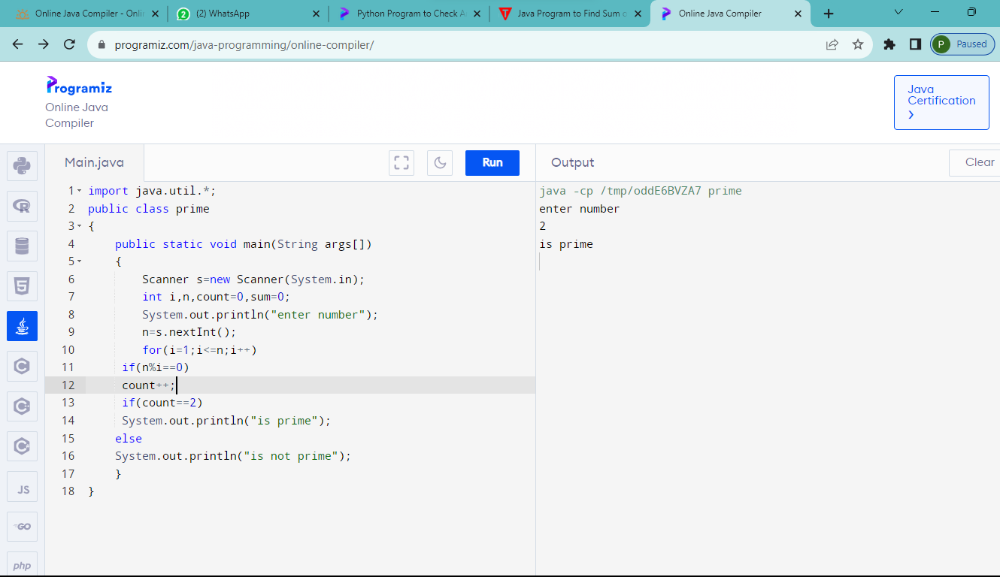 Online Java Compiler - Onlin
(2) WhatsApp
Python Program to Check A
Java Program to Find Sum o
Online Java Compiler
programiz.com/java-programming/online-compiler/
P Paused
Programiz
Online Java
Compiler
Java
Certification
Main.java
Run
Output
Clear
1 import java.util.*;
2 public class prime
3 {
4 public static void main(String args[])
5 {
6 Scanner s=new Scanner(System.in);
7 int i,n,count=0,sum=0;
8 System.out.println("enter number");
9 n=s.nextInt();
10 for(i=1;i<=n;i++)
11 if(n%i==0)
12 count++;
13 if(count==2)
14 System.out.println("is prime");
15 else
16 System.out.println("is not prime");
17 }
18 }
java -cp /tmp/oddE6BVZA7 prime
enter number
2
is prime
JS
GO
php